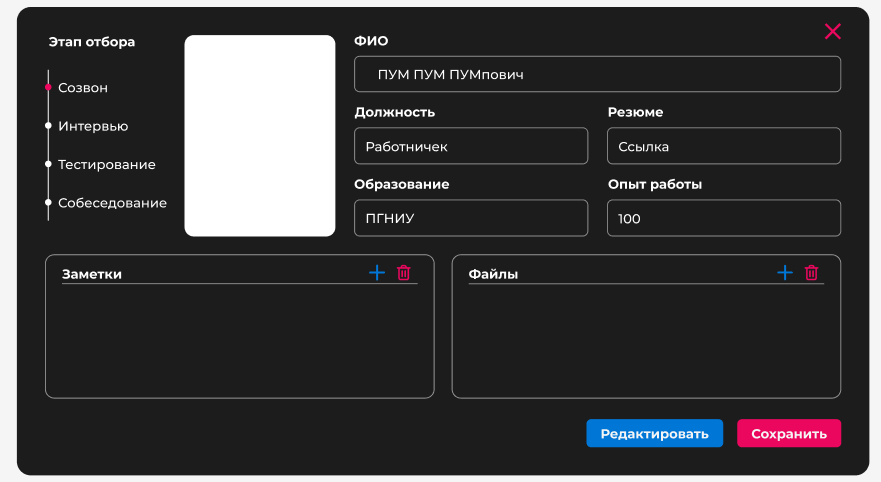 Этап отбора
Созвон
Интервью
Тестирование
Собеседование
ФИО
ПУМ ПУМ ПУМпович
Должность
Работничек
Резюме
Ссылка
Образование
ПГНИУ
Опыт работы
100
Заметки
Файлы
Редактировать
Сохранить